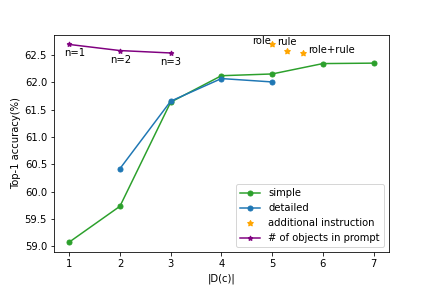 role
rule
role+rule
n=1
n=2
n=3
62.5
62.0
61.5
61.0
60.5
60.0
59.5
59.0
Top-1 accuracy(%)
simple
detailed
additional instruction
# of objects in prompt
1 2 3 4 5 6 7
|D(c)|